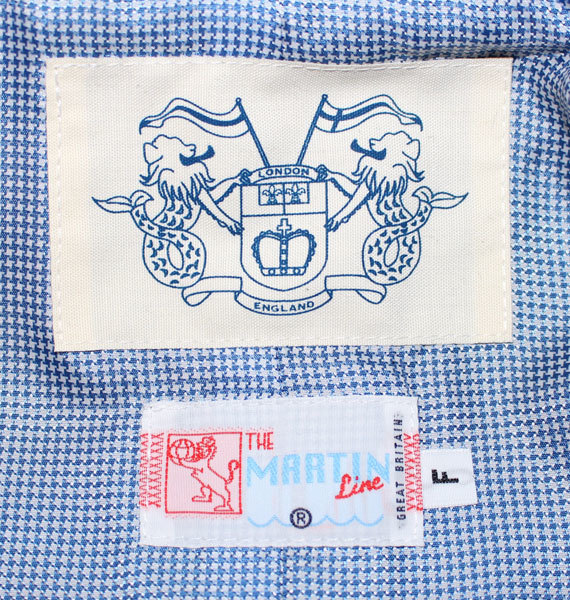 LONDON
ENGLAND
THE
MARTIN
Line
®
GREAT BRITAIN
F